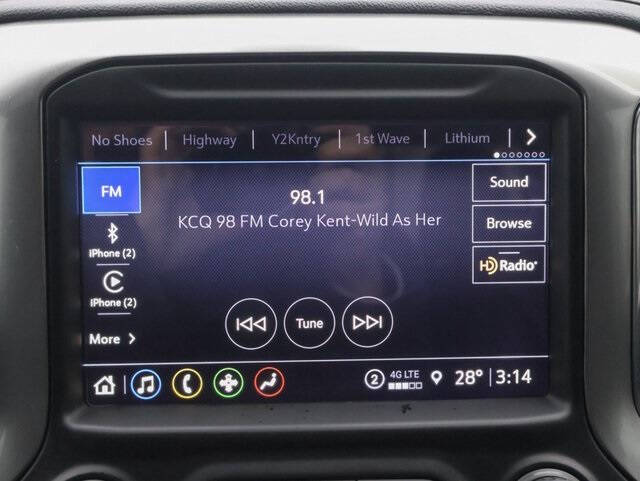 No Shoes | Highway | Y2Kntry | 1st Wave | Lithium | >
FM
98.1
Sound
KCQ 98 FM Corey Kent-Wild As Her
Browse
iPhone (2)
HD Radio
iPhone (2)
Tune
More >
2 4G LTE 28° | 3:14